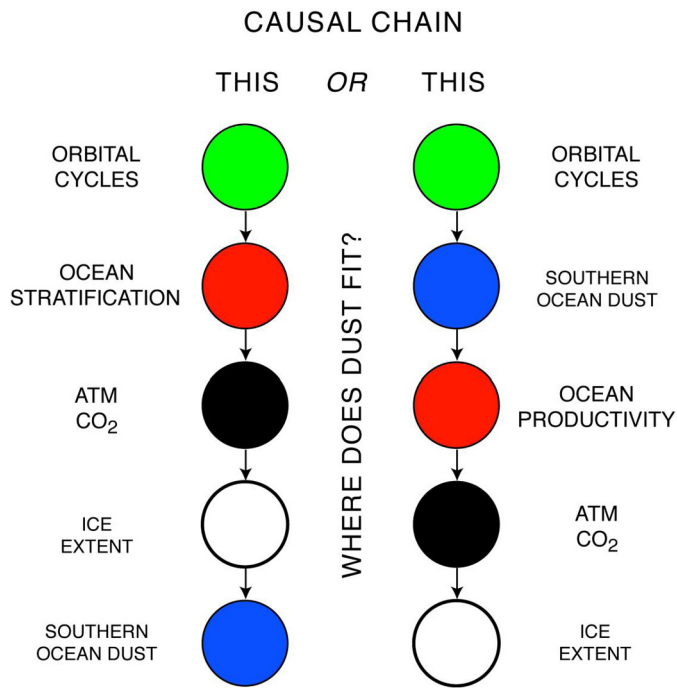 CAUSAL CHAIN
THIS OR THIS
ORBITAL
CYCLES
OCEAN
STRATIFICATION
ATM
CO2
ICE
EXTENT
SOUTHERN
OCEAN DUST
WHERE DOES DUST FIT?
ORBITAL
CYCLES
SOUTHERN
OCEAN DUST
OCEAN
PRODUCTIVITY
ATM
CO2
ICE
EXTENT